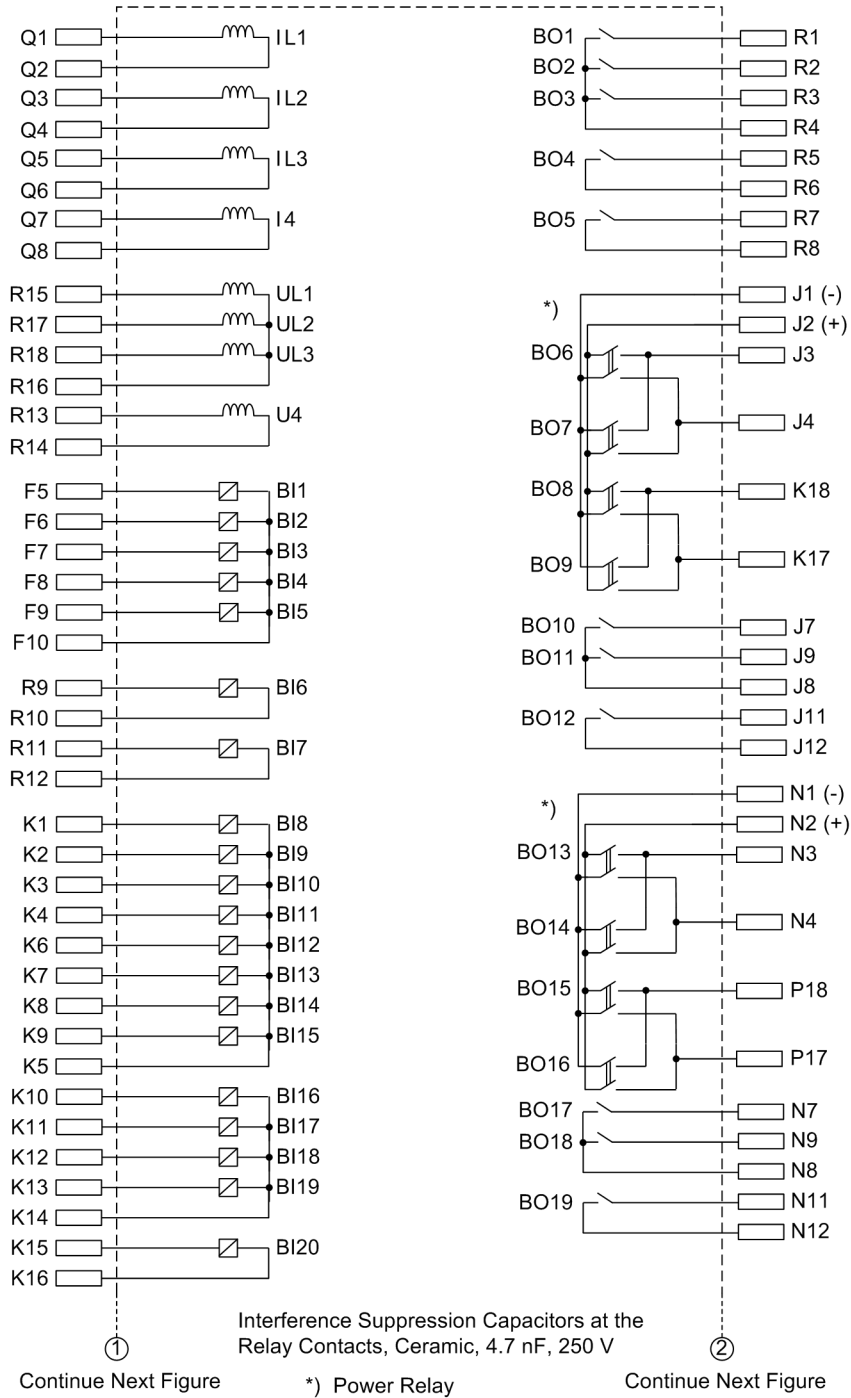 Q1 IL1
Q2
Q3 IL2
Q4
Q5 IL3
Q6
Q7 I4
Q8
R15 UL1
R17 UL2
R18 UL3
R16
R13 U4
R14
F5 BI1
F6 BI2
F7 BI3
F8 BI4
F9 BI5
F10
R9 BI6
R10
R11 BI7
R12
K1 BI8
K2 BI9
K3 BI10
K4 BI11
K6 BI12
K7 BI13
K8 BI14
K9 BI15
K5
K10 BI16
K11 BI17
K12 BI18
K13 BI19
K14
K15 BI20
K16
BO1 R1
BO2 R2
BO3 R3
R4
BO4 R5
R6
BO5 R7
R8
J1 (-)
*)
J2 (+)
BO6 J3
BO7 J4
BO8 K18
BO9 K17
BO10 J7
BO11 J9
J8
BO12 J11
J12
N1 (-)
*)
N2 (+)
BO13 N3
BO14 N4
BO15 P18
BO16 P17
BO17 N7
BO18 N9
N8
BO19 N11
N12
Interference Suppression Capacitors at the
Relay Contacts, Ceramic, 4.7 nF, 250 V
1
2
Continue Next Figure
*) Power Relay
Continue Next Figure